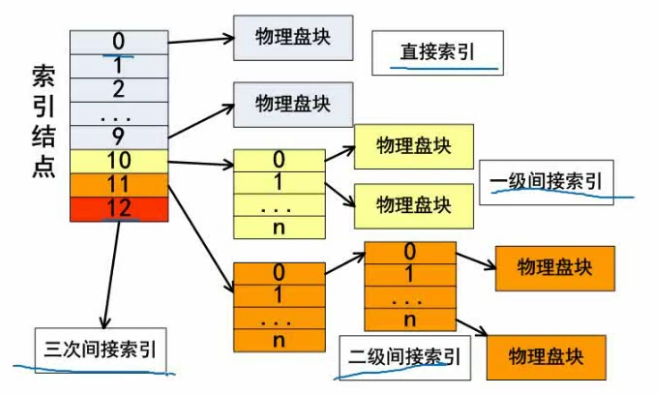 索引结点
0
1
2
...
9
10
11
12
物理盘块
直接索引
物理盘块
0
1
...
n
物理盘块
物理盘块
一级间接索引
0
1
...
n
0
1
...
n
物理盘块
物理盘块
二级间接索引
三次间接索引